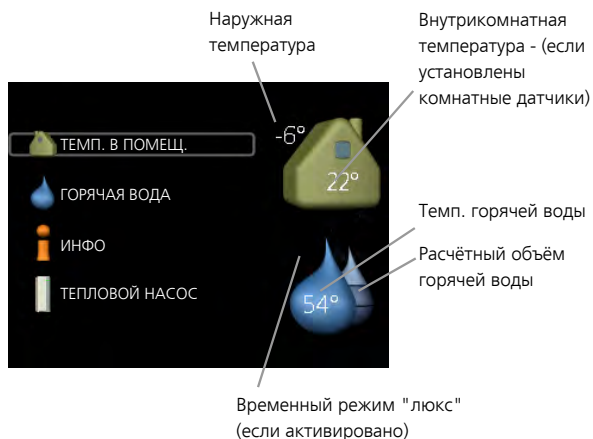 Наружная
температура
Внутрикомнатная
температура - (если
установлены
комнатные датчики)
-6°
ТЕМП. В ПОМЕЩ.
22°
ГОРЯЧАЯ ВОДА
ИНФО
ТЕПЛОВОЙ НАСОС
54°
Темп. горячей воды
Расчётный объём
горячей воды
Временный режим "люкс"
(если активировано)